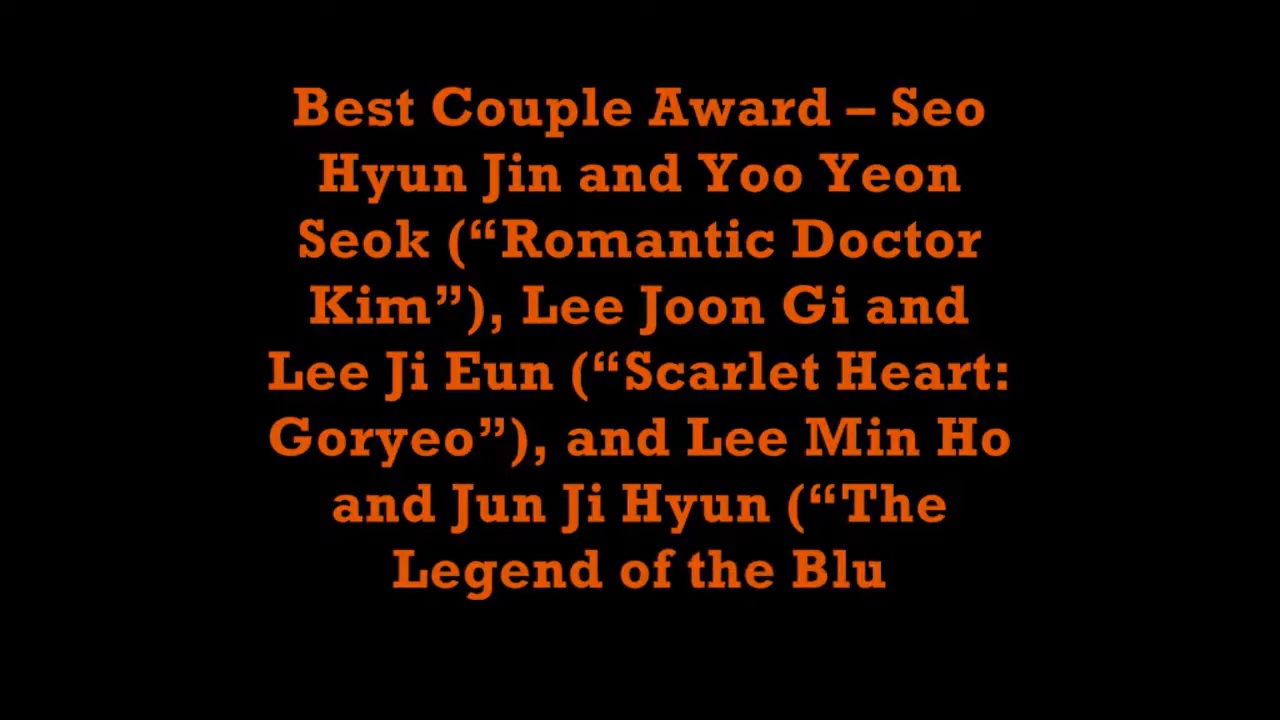 Best Couple Award – Seo
Hyun Jin and Yoo Yeon
Seok (“Romantic Doctor
Kim”), Lee Joon Gi and
Lee Ji Eun (“Scarlet Heart:
Goryeo”), and Lee Min Ho
and Jun Ji Hyun (“The
Legend of the Blu